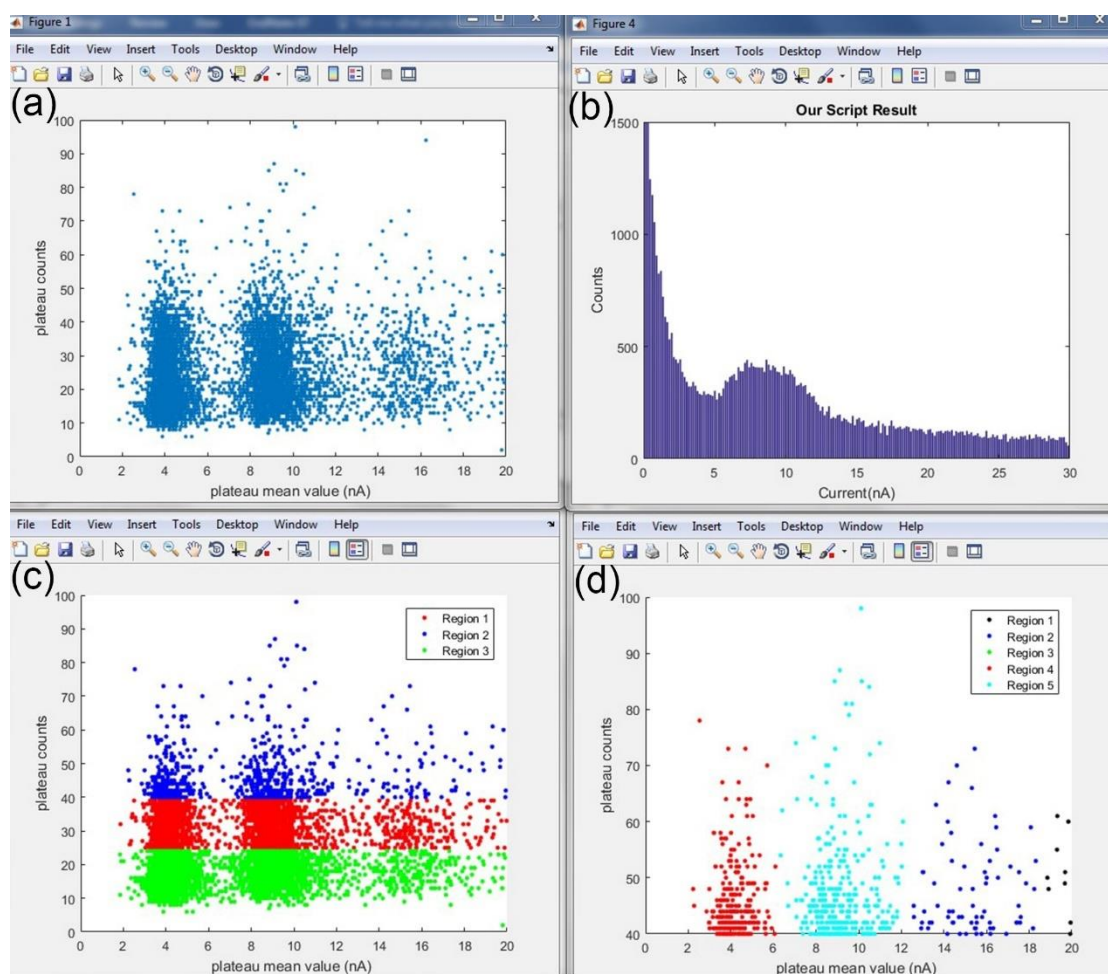 Figure 1
File Edit View Insert Tools Desktop Window Help
(a)
100
90
80
70
60
50
40
30
20
10
0
plateau counts
0 2 4 6 8 10 12 14 16 18 20
plateau mean value (nA)
Figure 4
File Edit View Insert Tools Desktop Window Help
(b)
Our Script Result
1500
1000
500
0
Counts
0 5 10 15 20 25 30
Current(nA)
File Edit View Insert Tools Desktop Window Help
(c)
100
90
80
70
60
50
40
30
20
10
0
plateau counts
Region 1
Region 2
Region 3
0 2 4 6 8 10 12 14 16 18 20
plateau mean value (nA)
File Edit View Insert Tools Desktop Window Help
(d)
100
90
80
70
60
50
40
plateau counts
Region 1
Region 2
Region 3
Region 4
Region 5
0 2 4 6 8 10 12 14 16 18 20
plateau mean value (nA)